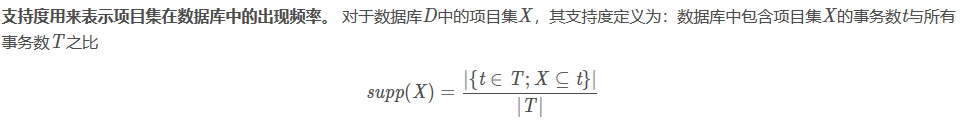 支持度用来表示项目集在数据库中的出现频率。 对于数据库D中的项目集X，其支持度定义为：数据库中包含项目集X的事务数t与所有
事务数T之比
supp(X) = |{t ∈ T; X ⊆ t}| / |T|